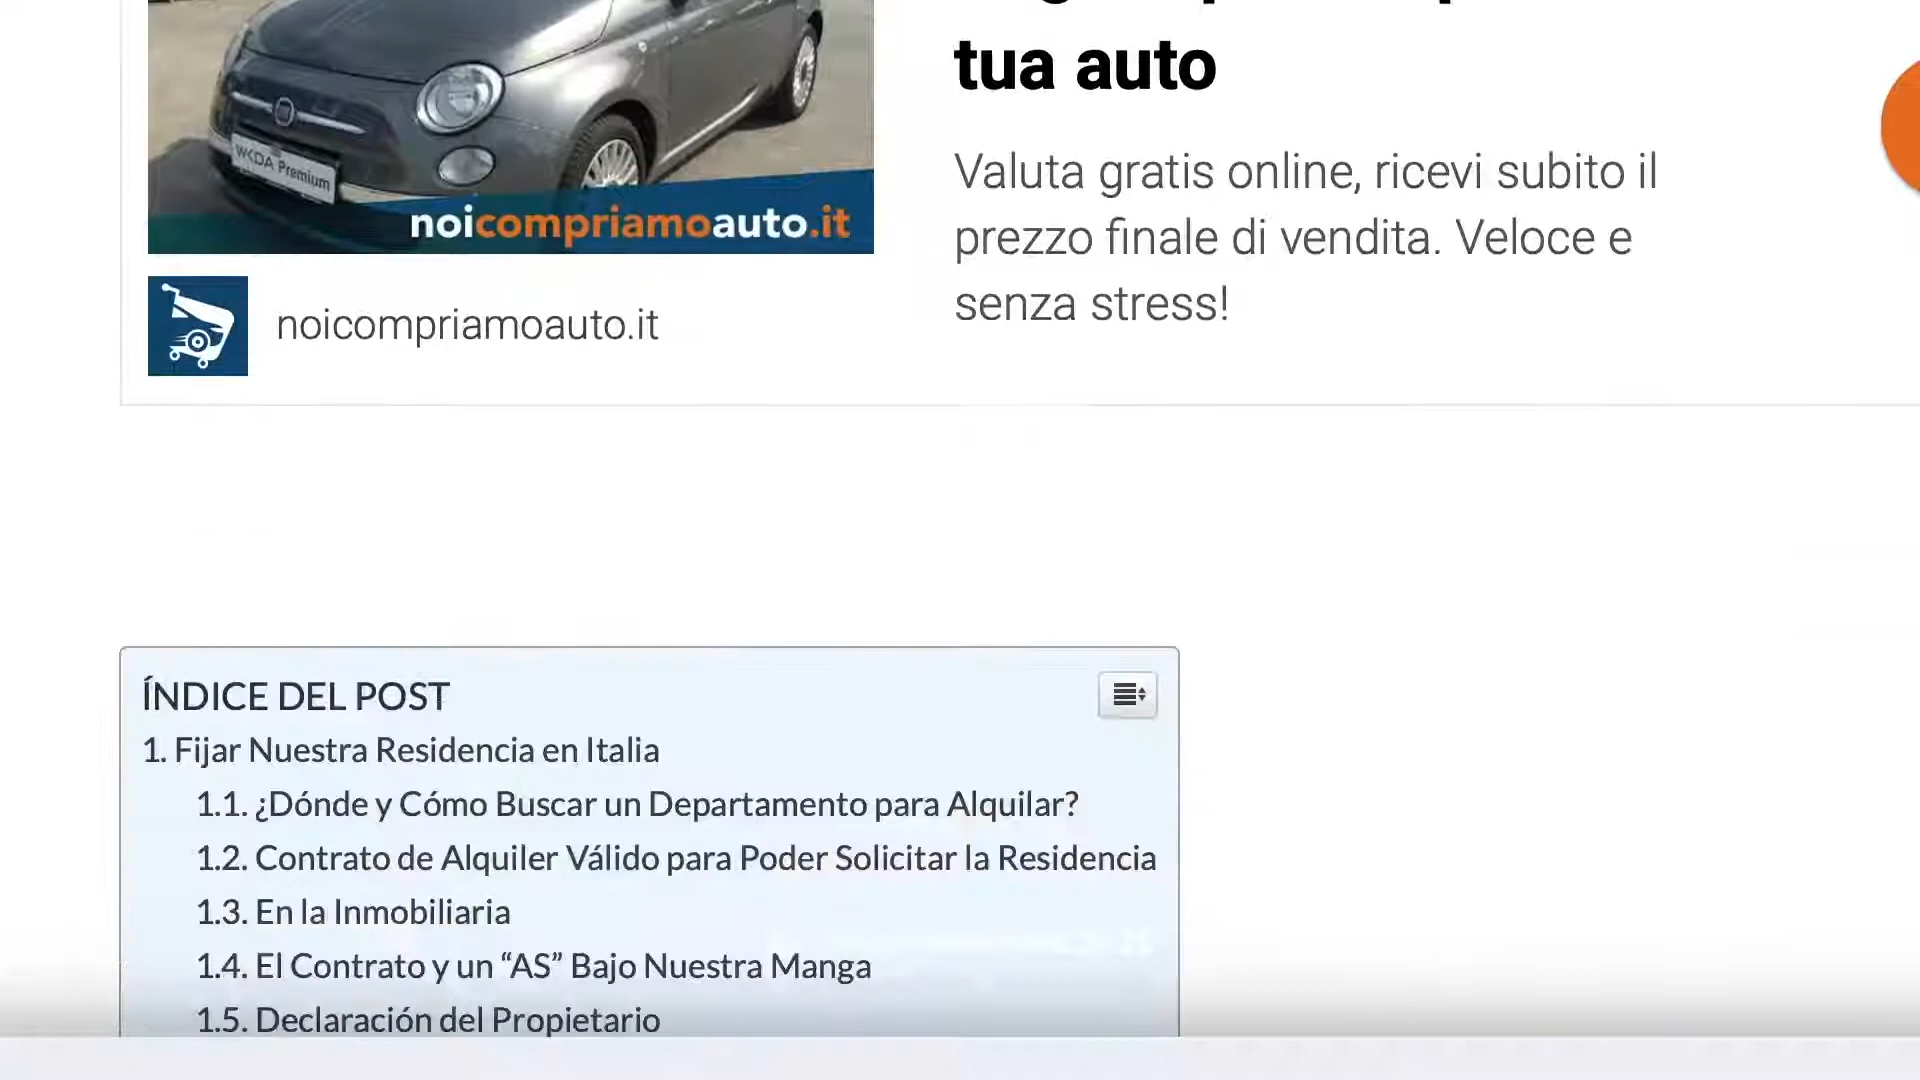 tua auto
Valuta gratis online, ricevi subito il
prezzo finale di vendita. Veloce e
senza stress!
WKDA Premium
noicompriamoauto.it
noicompriamoauto.it
ÍNDICE DEL POST
1. Fijar Nuestra Residencia en Italia
1.1. ¿Dónde y Cómo Buscar un Departamento para Alquilar?
1.2. Contrato de Alquiler Válido para Poder Solicitar la Residencia
1.3. En la Inmobiliaria
1.4. El Contrato y un “AS” Bajo Nuestra Manga
1.5. Declaración del Propietario